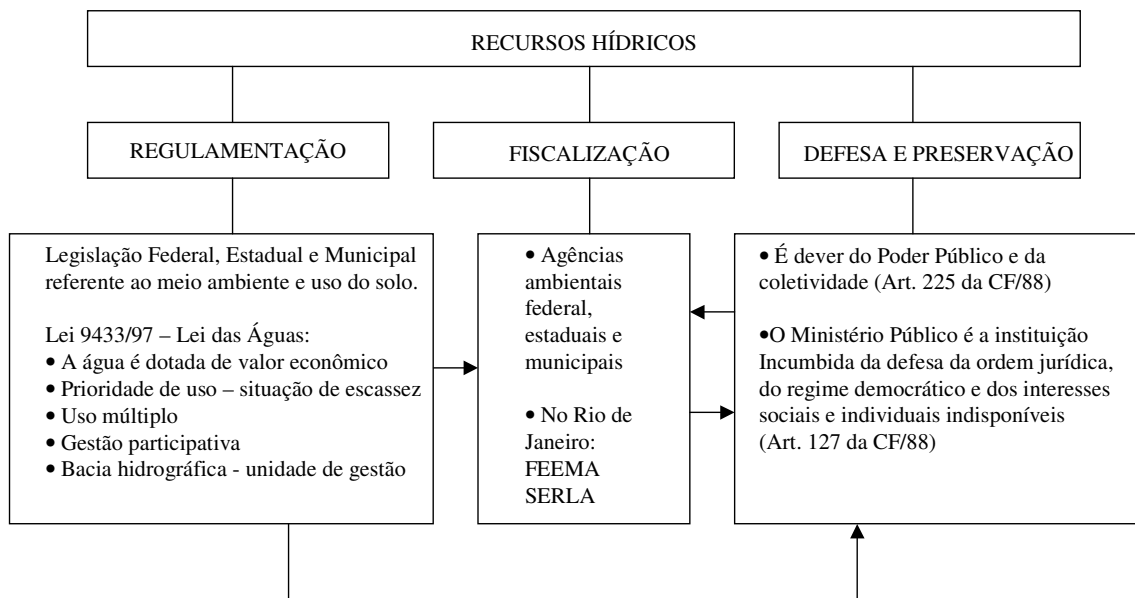 RECURSOS HÍDRICOS
REGULAMENTAÇÃO
FISCALIZAÇÃO
DEFESA E PRESERVAÇÃO
Legislação Federal, Estadual e Municipal
referente ao meio ambiente e uso do solo.
Lei 9433/97 – Lei das Águas:
• A água é dotada de valor econômico
• Prioridade de uso – situação de escassez
• Uso múltiplo
• Gestão participativa
• Bacia hidrográfica - unidade de gestão
• Agências
ambientais
federal,
estaduais e
municipais
• No Rio de
Janeiro:
FEEMA
SERLA
• É dever do Poder Público e da
coletividade (Art. 225 da CF/88)
•O Ministério Público é a instituição
Incumbida da defesa da ordem jurídica,
do regime democrático e dos interesses
sociais e individuais indisponíveis
(Art. 127 da CF/88)